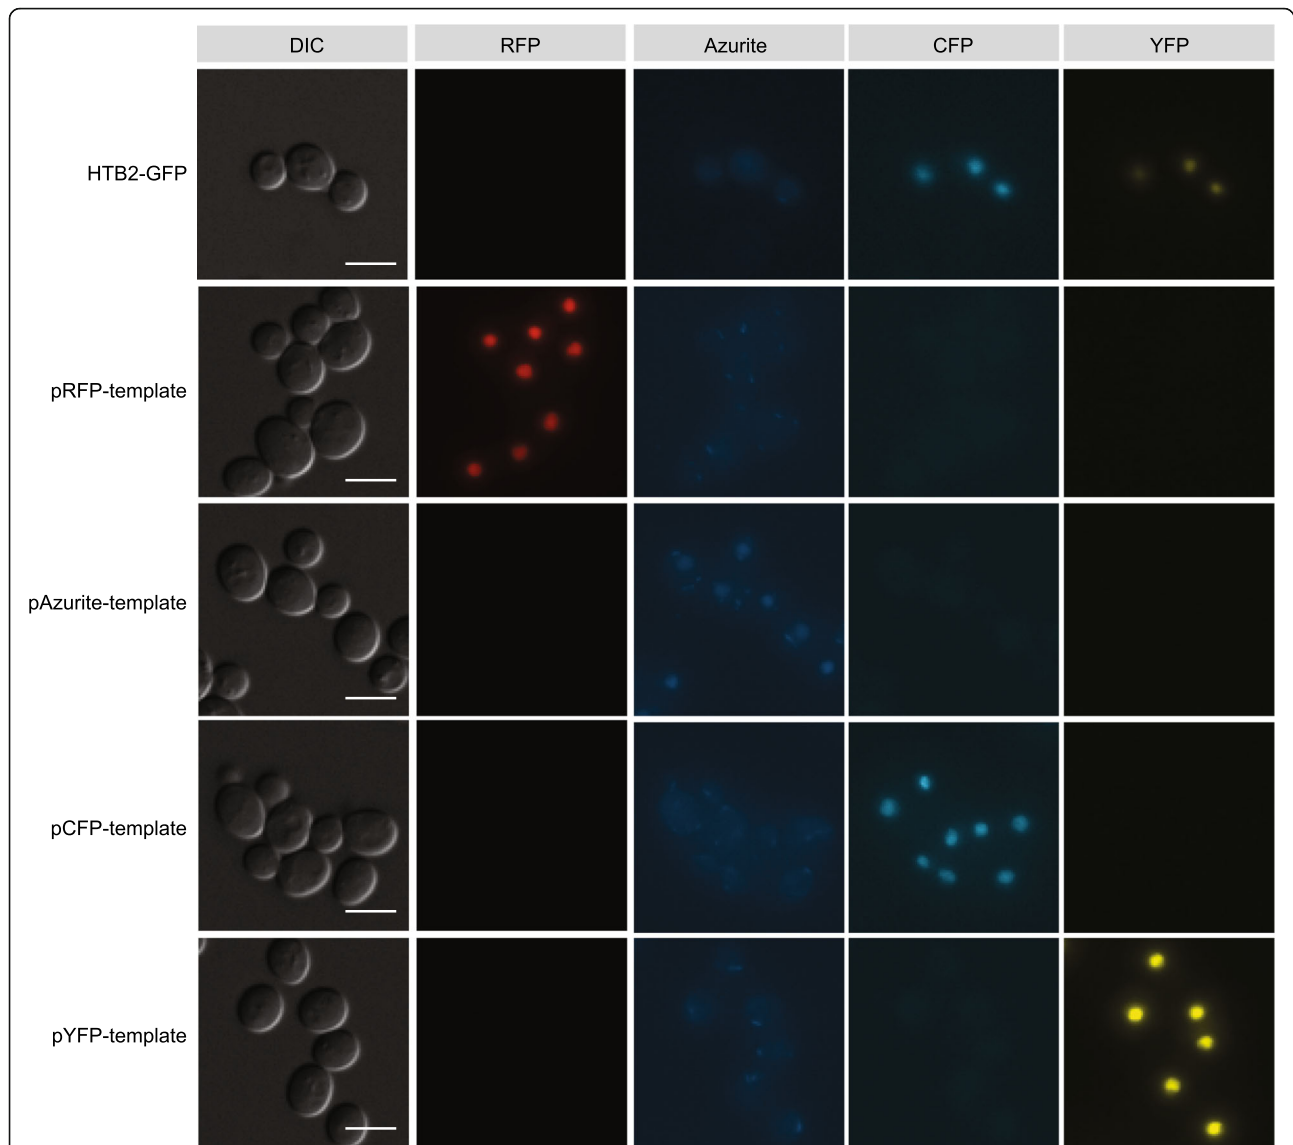 DIC RFP Azurite CFP YFP
HTB2-GFP
pRFP-template
pAzurite-template
pCFP-template
pYFP-template